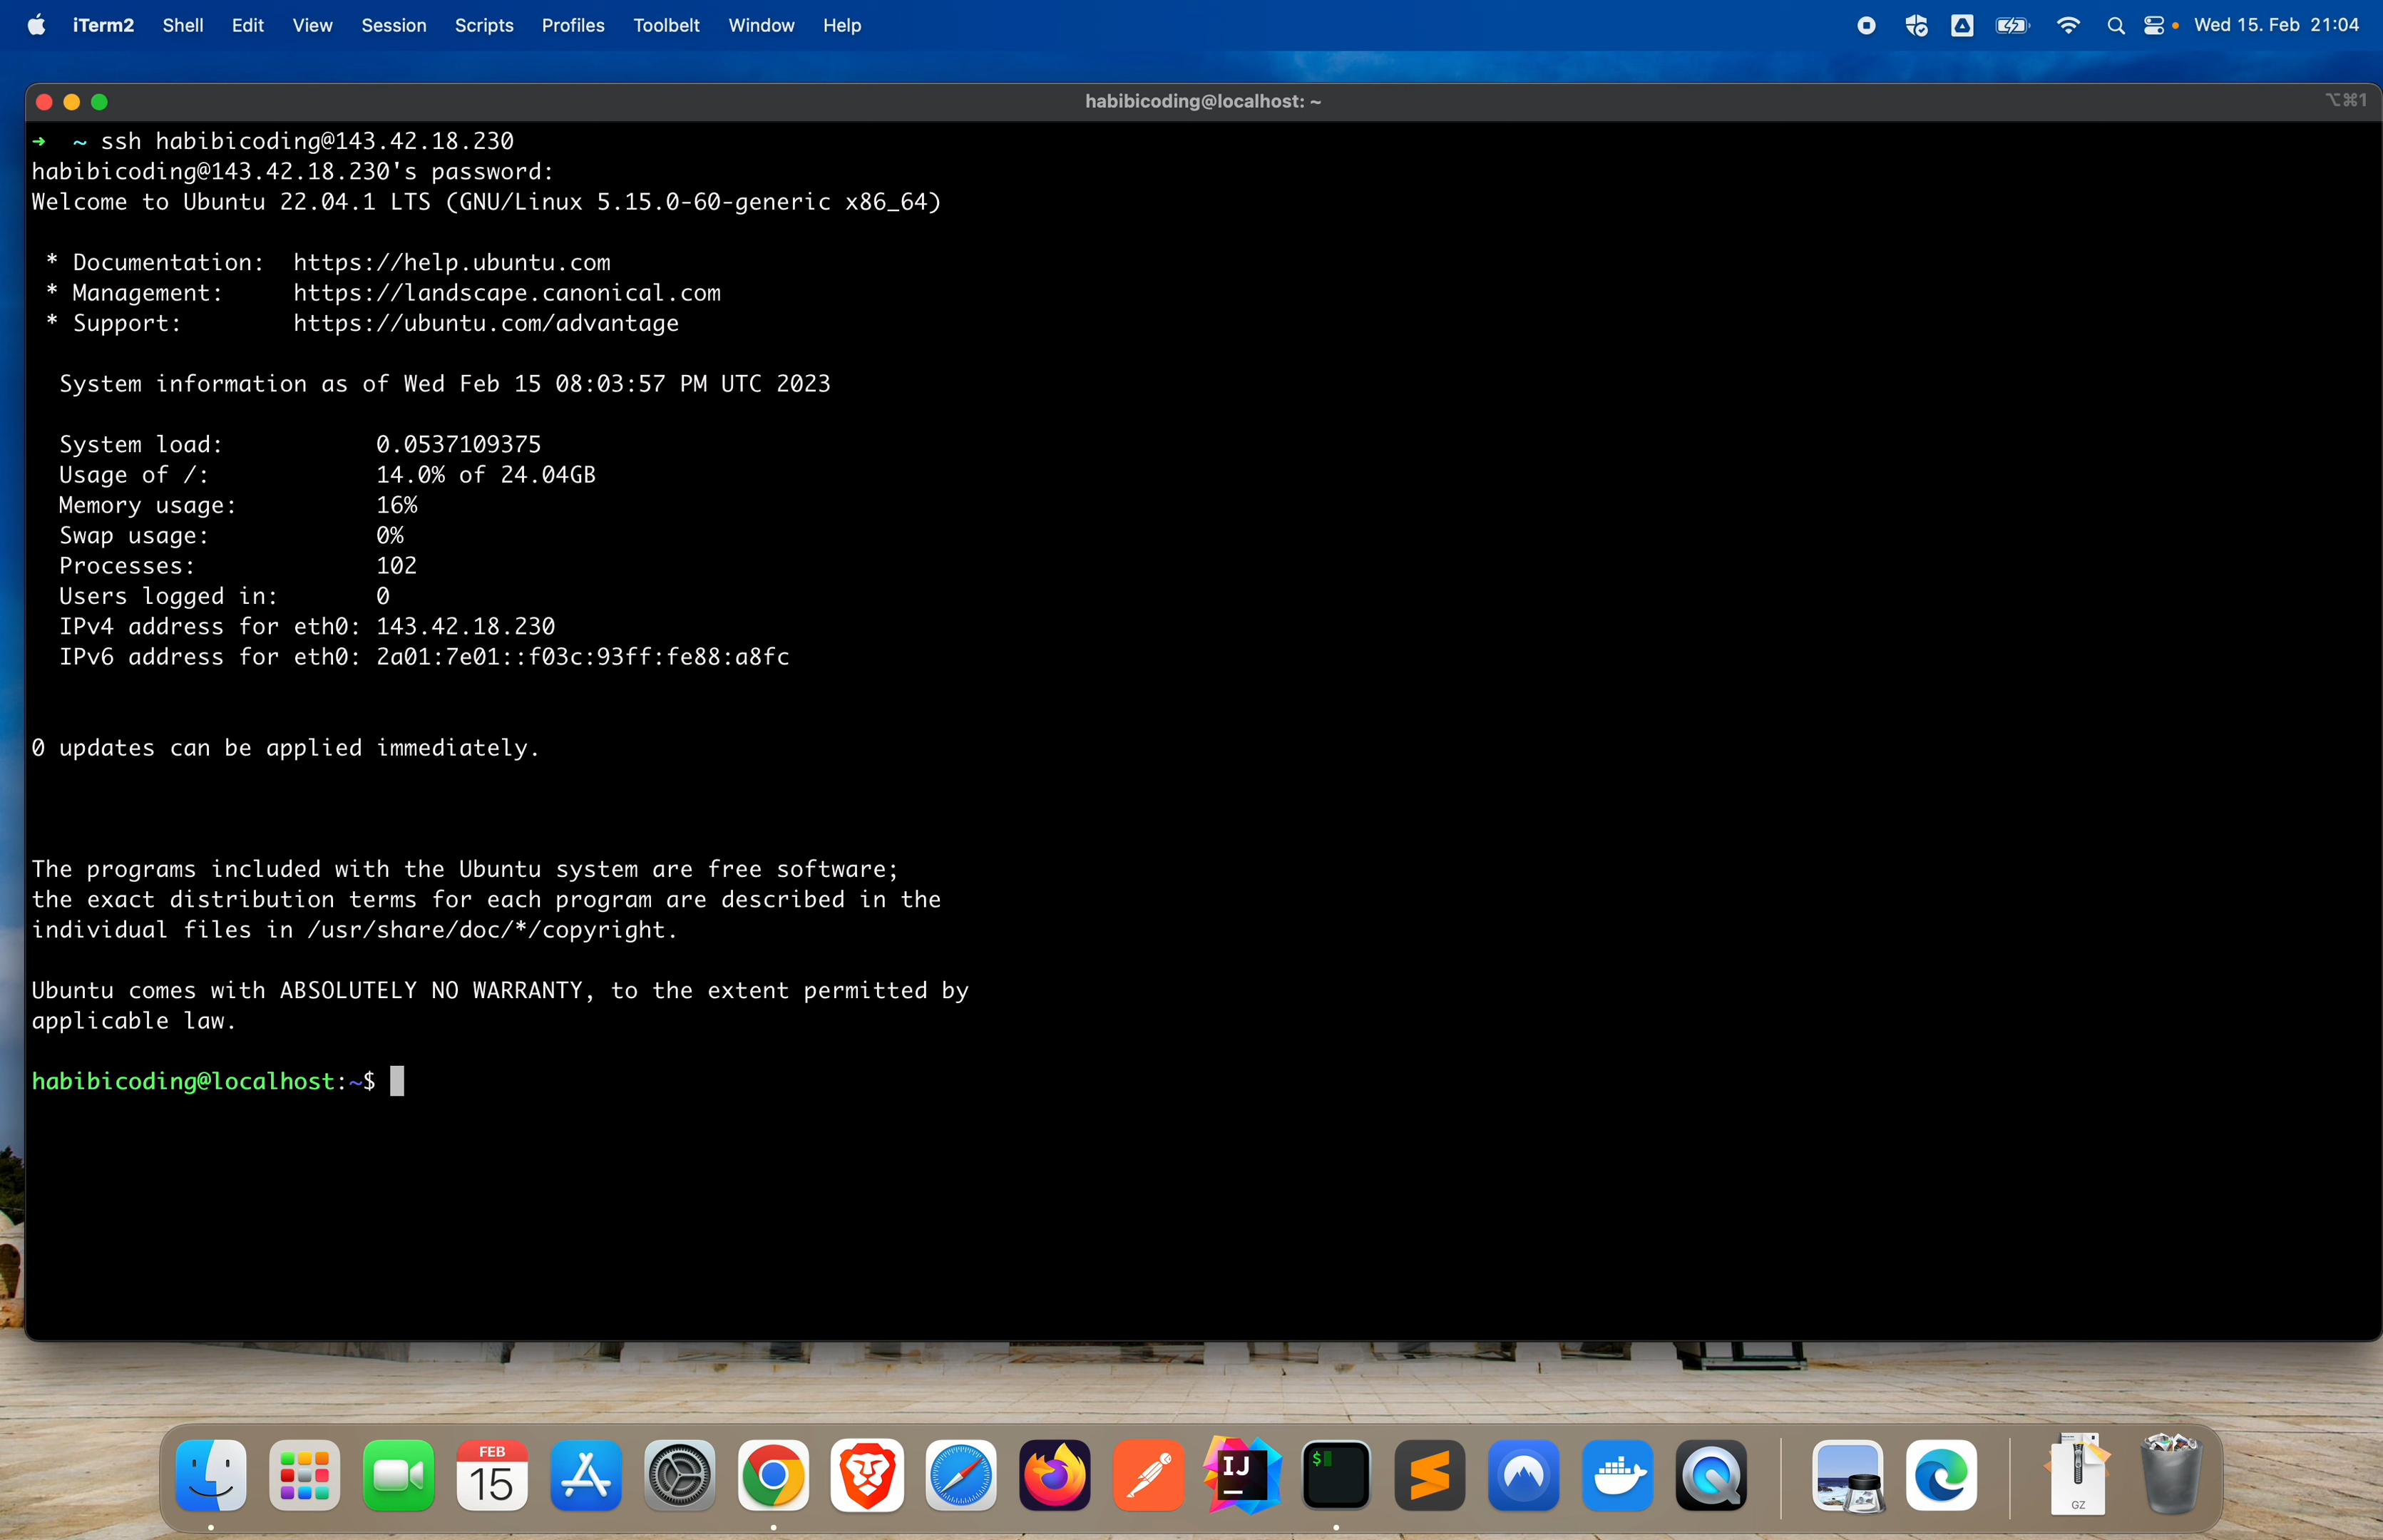 iTerm2 Shell Edit View Session Scripts Profiles Toolbelt Window Help Wed 15. Feb 21:04
habibicoding@localhost: ~ ⌥⌘1
➜ ~ ssh habibicoding@143.42.18.230
habibicoding@143.42.18.230's password:
Welcome to Ubuntu 22.04.1 LTS (GNU/Linux 5.15.0-60-generic x86_64)
* Documentation: https://help.ubuntu.com
* Management: https://landscape.canonical.com
* Support: https://ubuntu.com/advantage
System information as of Wed Feb 15 08:03:57 PM UTC 2023
System load: 0.0537109375
Usage of /: 14.0% of 24.04GB
Memory usage: 16%
Swap usage: 0%
Processes: 102
Users logged in: 0
IPv4 address for eth0: 143.42.18.230
IPv6 address for eth0: 2a01:7e01::f03c:93ff:fe88:a8fc
0 updates can be applied immediately.
The programs included with the Ubuntu system are free software;
the exact distribution terms for each program are described in the
individual files in /usr/share/doc/*/copyright.
Ubuntu comes with ABSOLUTELY NO WARRANTY, to the extent permitted by
applicable law.
habibicoding@localhost:~$
FEB
15
IJ
$
GZ